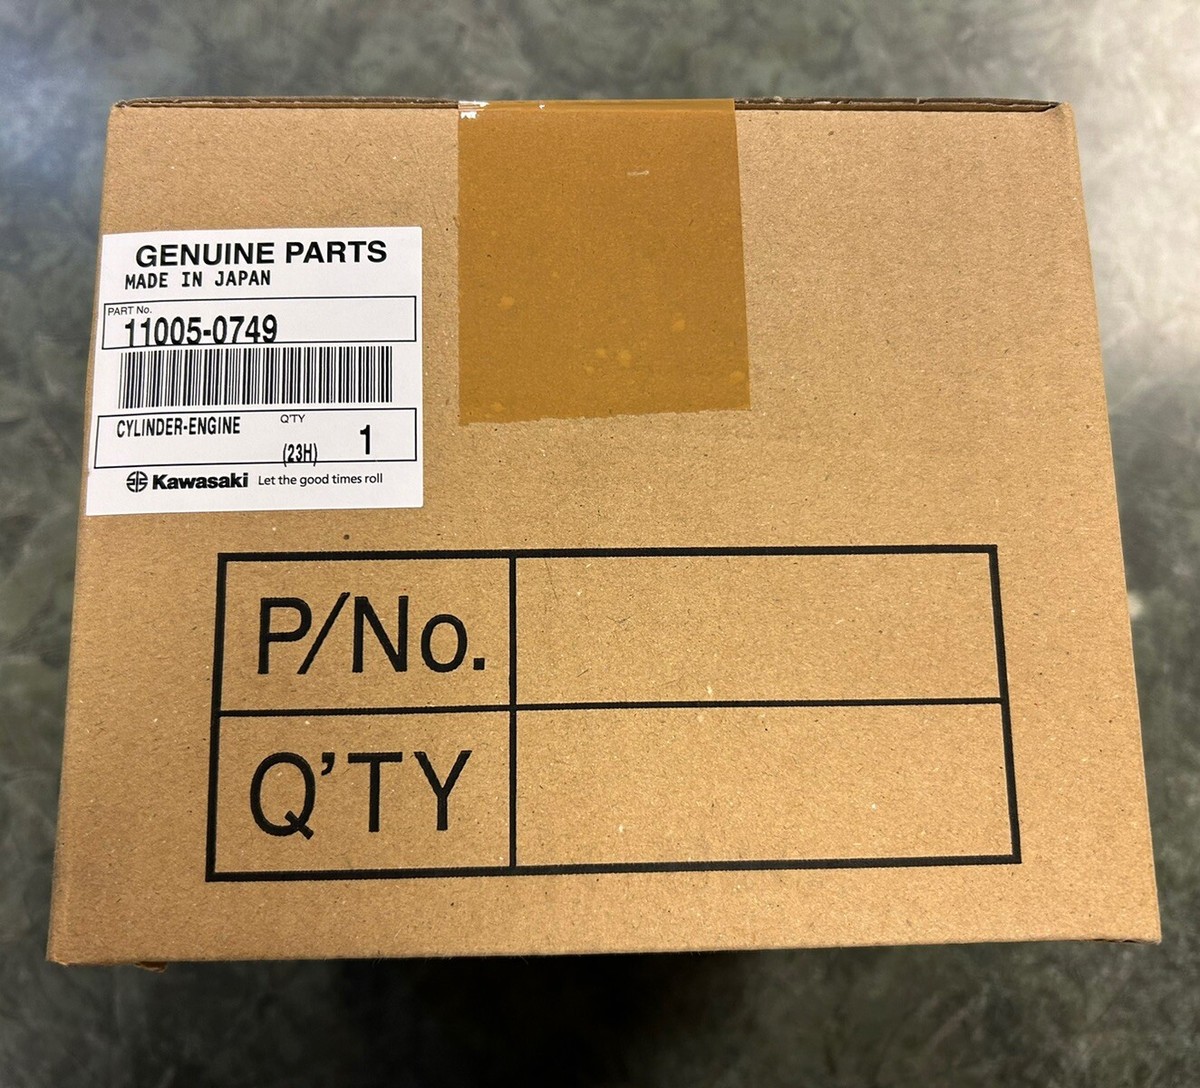 GENUINE PARTS
MADE IN JAPAN
PART No.
11005-0749
CYLINDER-ENGINE Q'TY
(23H) 1
Kawasaki Let the good times roll
P/No.
Q'TY